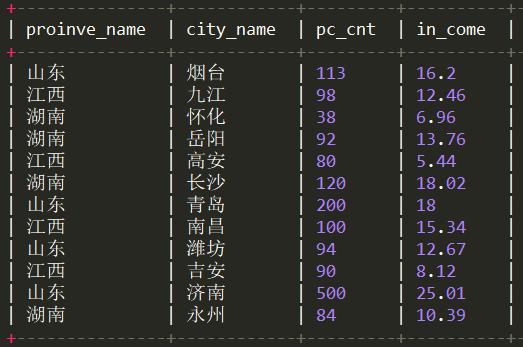 | proinve_name | city_name | pc_cnt | in_come |
| 山东 | 烟台 | 113 | 16.2
| 江西 | 九江 | 98 | 12.46
| 湖南 | 怀化 | 38 | 6.96
| 湖南 | 岳阳 | 92 | 13.76
| 江西 | 高安 | 80 | 5.44
| 湖南 | 长沙 | 120 | 18.02
| 山东 | 青岛 | 200 | 18
| 江西 | 南昌 | 100 | 15.34
| 山东 | 潍坊 | 94 | 12.67
| 江西 | 吉安 | 90 | 8.12
| 山东 | 济南 | 500 | 25.01
| 湖南 | 永州 | 84 | 10.39